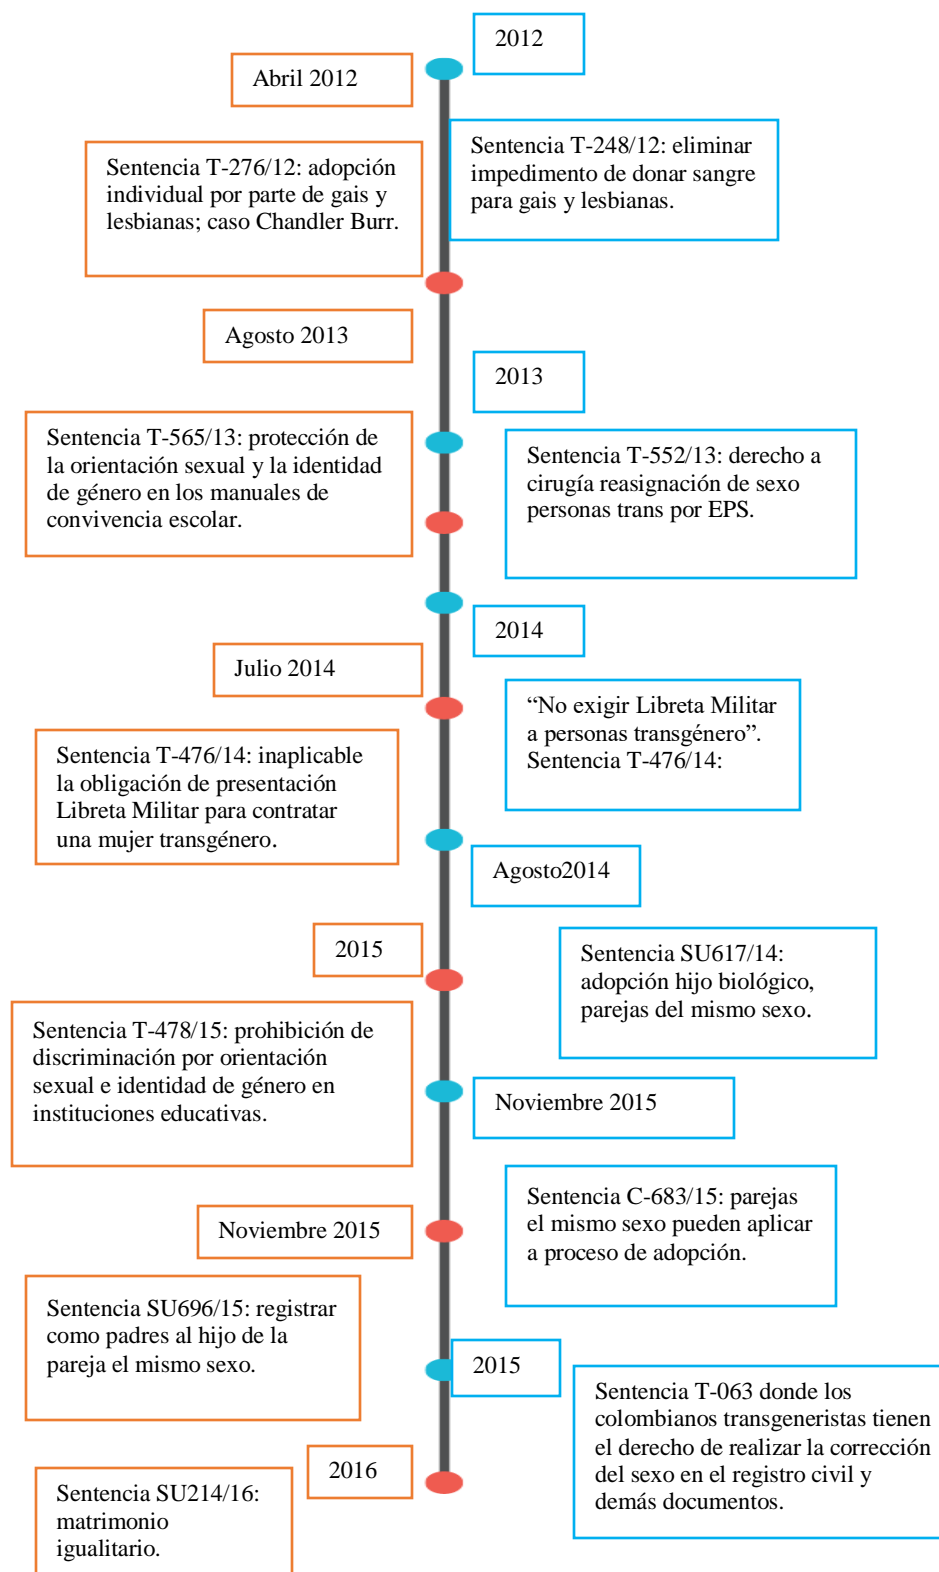 2012
Abril 2012
Sentencia T-248/12: eliminar
impedimento de donar sangre
para gais y lesbianas.
Sentencia T-276/12: adopción
individual por parte de gais y
lesbianas; caso Chandler Burr.
Agosto 2013
2013
Sentencia T-565/13: protección de
la orientación sexual y la identidad
de género en los manuales de
convivencia escolar.
Sentencia T-552/13: derecho a
cirugía reasignación de sexo
personas trans por EPS.
2014
Julio 2014
“No exigir Libreta Militar
a personas transgénero”.
Sentencia T-476/14:
Sentencia T-476/14: inaplicable
la obligación de presentación
Libreta Militar para contratar
una mujer transgénero.
Agosto2014
2015
Sentencia SU617/14:
adopción hijo biológico,
parejas del mismo sexo.
Sentencia T-478/15: prohibición de
discriminación por orientación
sexual e identidad de género en
instituciones educativas.
Noviembre 2015
Sentencia C-683/15: parejas
el mismo sexo pueden aplicar
a proceso de adopción.
Noviembre 2015
Sentencia SU696/15: registrar
como padres al hijo de la
pareja el mismo sexo.
2015
Sentencia T-063 donde los
colombianos transgeneristas tienen
el derecho de realizar la corrección
del sexo en el registro civil y
demás documentos.
2016
Sentencia SU214/16:
matrimonio
igualitario.